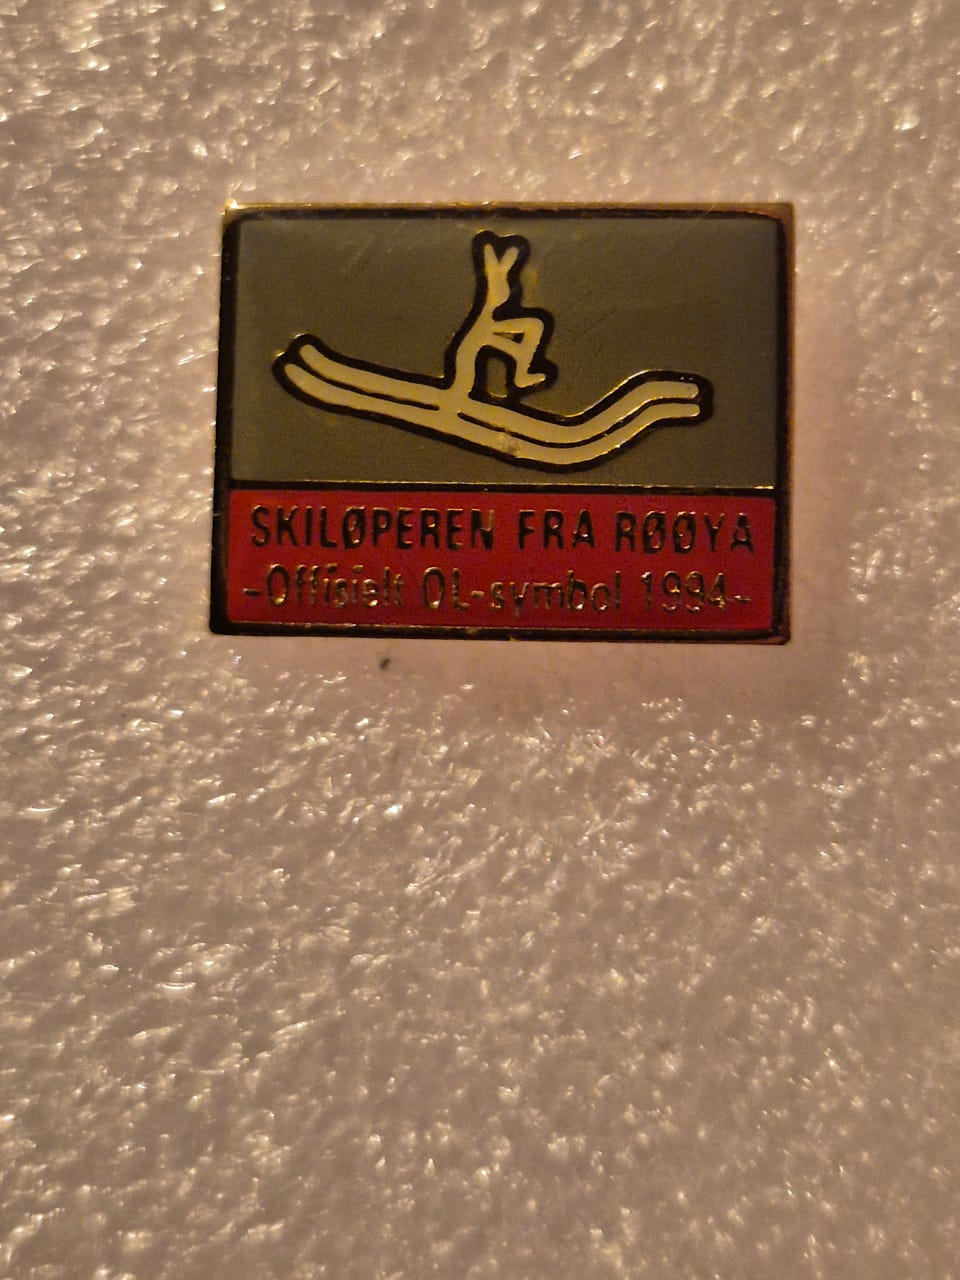 SKILØPEREN FRA RØØYA
-Offisielt OL-symbol 1994-